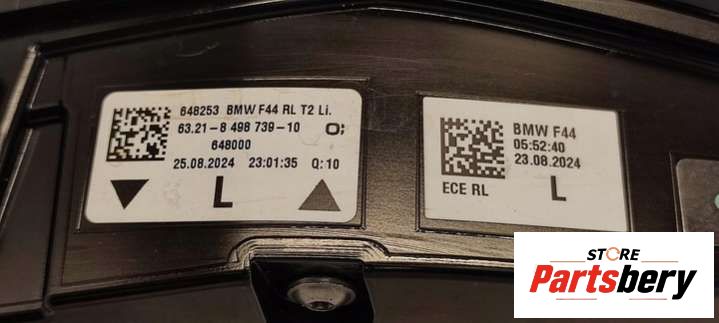 648253 BMW F44 RL T2 Li.
63.21-8 498 739-10 O;
648000
25.08.2024 23:01:35 Q:10
L
BMW F44
05:52:40
23.08.2024
ECE RL L
STORE
Partsbery